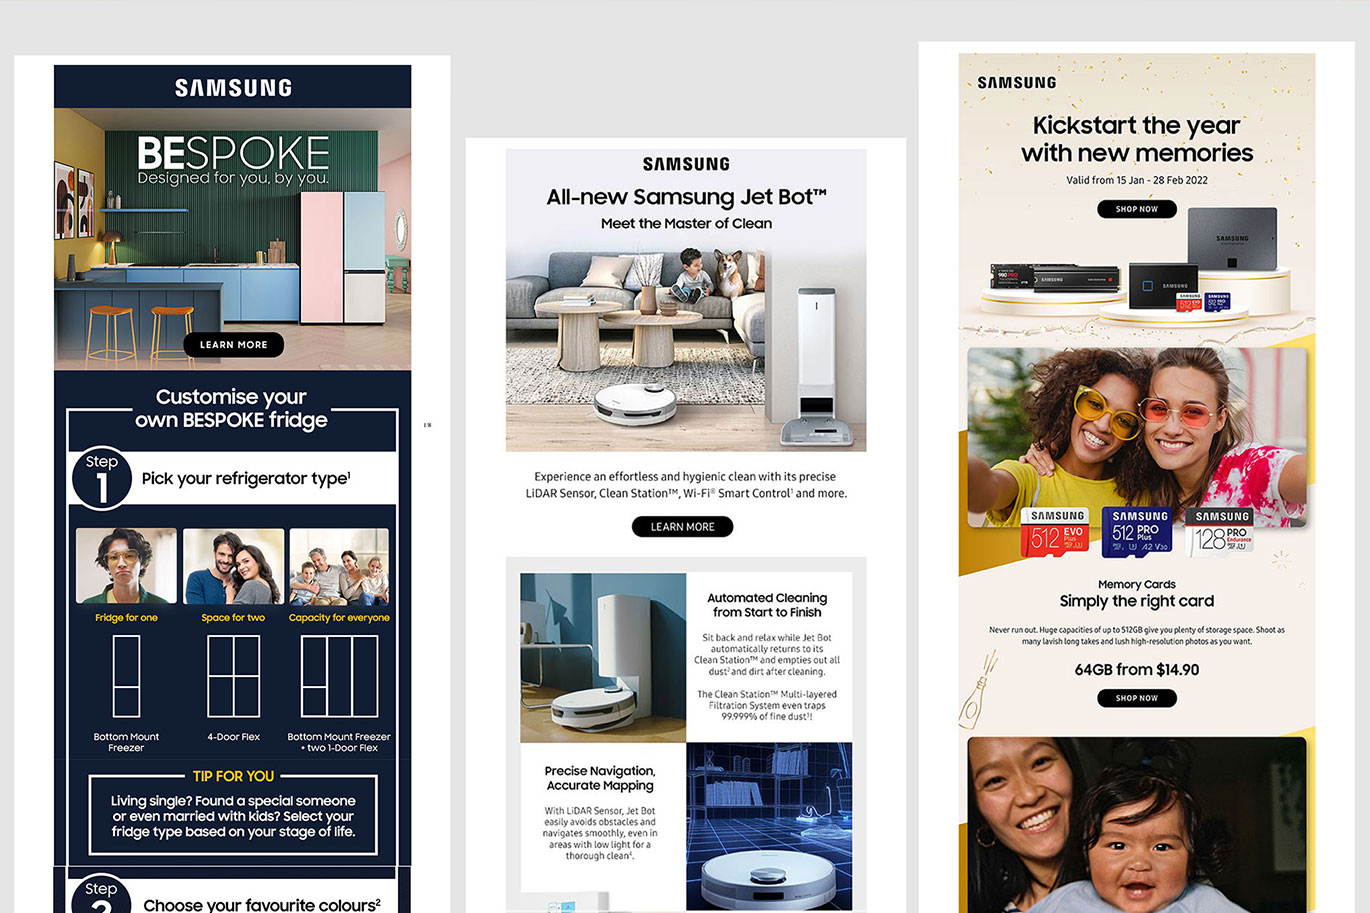 SAMSUNG
BESPOKE
Designed for you, by you.
LEARN MORE
Customise your
own BESPOKE fridge
Step
1
Pick your refrigerator type¹
Fridge for one
Space for two
Capacity for everyone
Bottom Mount
Freezer
4-Door Flex
Bottom Mount Freezer
+ two 1-Door Flex
TIP FOR YOU
Living single? Found a special someone
or even married with kids? Select your
fridge type based on your stage of life.
Step
2
Choose your favourite colours²
SAMSUNG
All-new Samsung Jet Bot™
Meet the Master of Clean
Experience an effortless and hygienic clean with its precise
LiDAR Sensor, Clean Station™, Wi-Fi® Smart Control¹ and more.
LEARN MORE
Automated Cleaning
from Start to Finish
Sit back and relax while Jet Bot
automatically returns to its
Clean Station™ and empties out all
dust² and dirt after cleaning.
The Clean Station™ Multi-layered
Filtration System even traps
99.999% of fine dust³!
Precise Navigation,
Accurate Mapping
With LiDAR Sensor, Jet Bot
easily avoids obstacles and
navigates smoothly, even in
areas with low light for a
thorough clean⁴.
SAMSUNG
Kickstart the year
with new memories
Valid from 15 Jan - 28 Feb 2022
SHOP NOW
SAMSUNG
980 PRO
SAMSUNG
SAMSUNG
SAMSUNG
SAMSUNG
512
512
SAMSUNG
512 EVO Plus
SAMSUNG
512 PRO Plus
A2 V30
SAMSUNG
128 PRO Endurance
Memory Cards
Simply the right card
Never run out. Huge capacities of up to 512GB give you plenty of storage space. Shoot as
many lavish long takes and lush high-resolution photos as you want.
64GB from $14.90
SHOP NOW